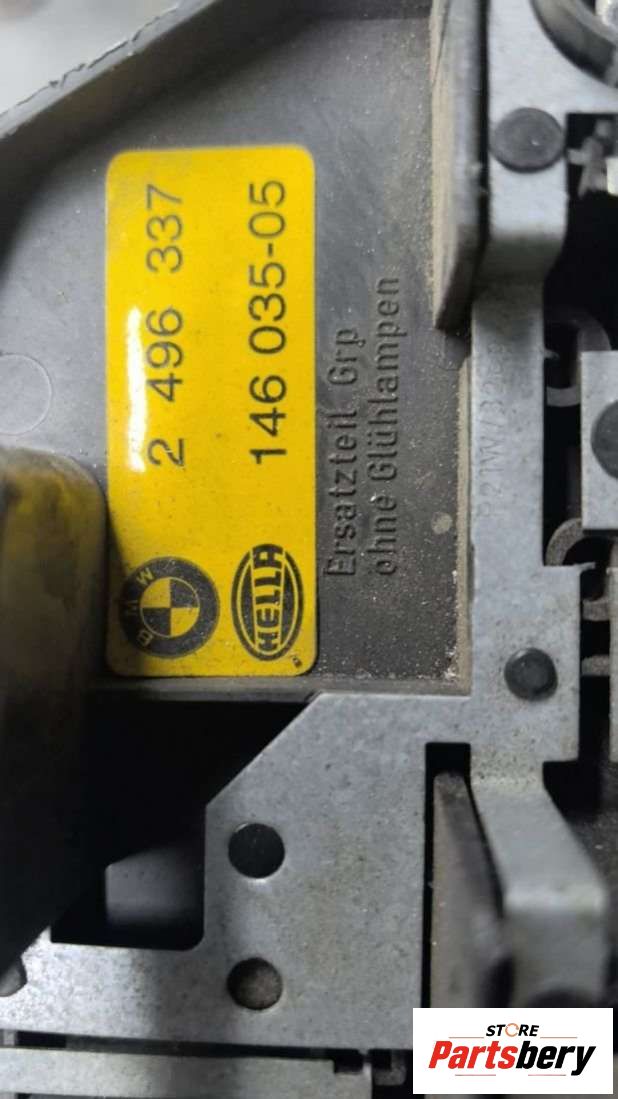 2 496 337
146 035-05
BMW
HELLA
Ersatzteil Grp
ohne Glühlampen
STORE
Partsbery